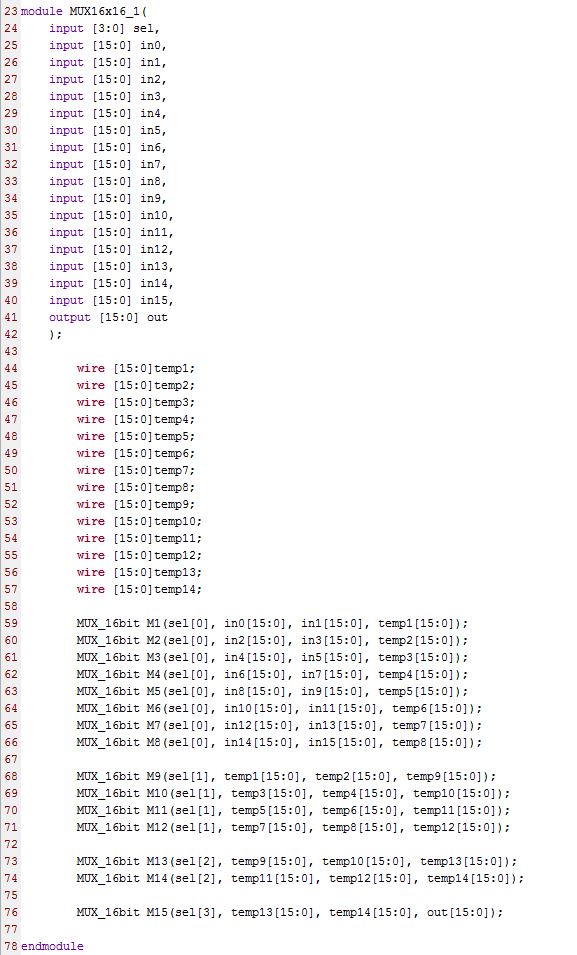 23 module MUX16x16_1(
24     input [3:0] sel,
25     input [15:0] in0,
26     input [15:0] in1,
27     input [15:0] in2,
28     input [15:0] in3,
29     input [15:0] in4,
30     input [15:0] in5,
31     input [15:0] in6,
32     input [15:0] in7,
33     input [15:0] in8,
34     input [15:0] in9,
35     input [15:0] in10,
36     input [15:0] in11,
37     input [15:0] in12,
38     input [15:0] in13,
39     input [15:0] in14,
40     input [15:0] in15,
41     output [15:0] out
42     );
43
44         wire [15:0]temp1;
45         wire [15:0]temp2;
46         wire [15:0]temp3;
47         wire [15:0]temp4;
48         wire [15:0]temp5;
49         wire [15:0]temp6;
50         wire [15:0]temp7;
51         wire [15:0]temp8;
52         wire [15:0]temp9;
53         wire [15:0]temp10;
54         wire [15:0]temp11;
55         wire [15:0]temp12;
56         wire [15:0]temp13;
57         wire [15:0]temp14;
58
59         MUX_16bit M1(sel[0], in0[15:0], in1[15:0], temp1[15:0]);
60         MUX_16bit M2(sel[0], in2[15:0], in3[15:0], temp2[15:0]);
61         MUX_16bit M3(sel[0], in4[15:0], in5[15:0], temp3[15:0]);
62         MUX_16bit M4(sel[0], in6[15:0], in7[15:0], temp4[15:0]);
63         MUX_16bit M5(sel[0], in8[15:0], in9[15:0], temp5[15:0]);
64         MUX_16bit M6(sel[0], in10[15:0], in11[15:0], temp6[15:0]);
65         MUX_16bit M7(sel[0], in12[15:0], in13[15:0], temp7[15:0]);
66         MUX_16bit M8(sel[0], in14[15:0], in15[15:0], temp8[15:0]);
67
68         MUX_16bit M9(sel[1], temp1[15:0], temp2[15:0], temp9[15:0]);
69         MUX_16bit M10(sel[1], temp3[15:0], temp4[15:0], temp10[15:0]);
70         MUX_16bit M11(sel[1], temp5[15:0], temp6[15:0], temp11[15:0]);
71         MUX_16bit M12(sel[1], temp7[15:0], temp8[15:0], temp12[15:0]);
72
73         MUX_16bit M13(sel[2], temp9[15:0], temp10[15:0], temp13[15:0]);
74         MUX_16bit M14(sel[2], temp11[15:0], temp12[15:0], temp14[15:0]);
75
76         MUX_16bit M15(sel[3], temp13[15:0], temp14[15:0], out[15:0]);
77
78 endmodule